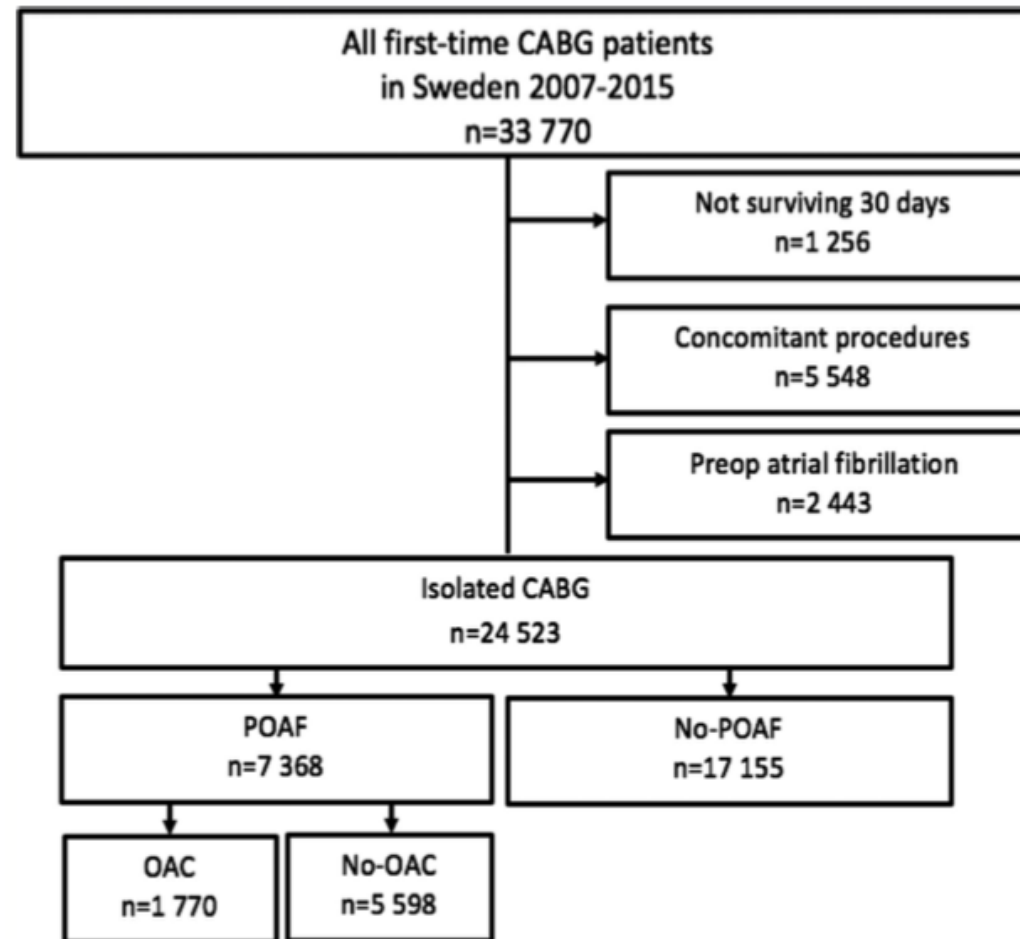 All first-time CABG patients
in Sweden 2007-2015
n=33 770
Not surviving 30 days
n=1 256
Concomitant procedures
n=5 548
Preop atrial fibrillation
n=2 443
Isolated CABG
n=24 523
POAF
n=7 368
No-POAF
n=17 155
OAC
n=1 770
No-OAC
n=5 598